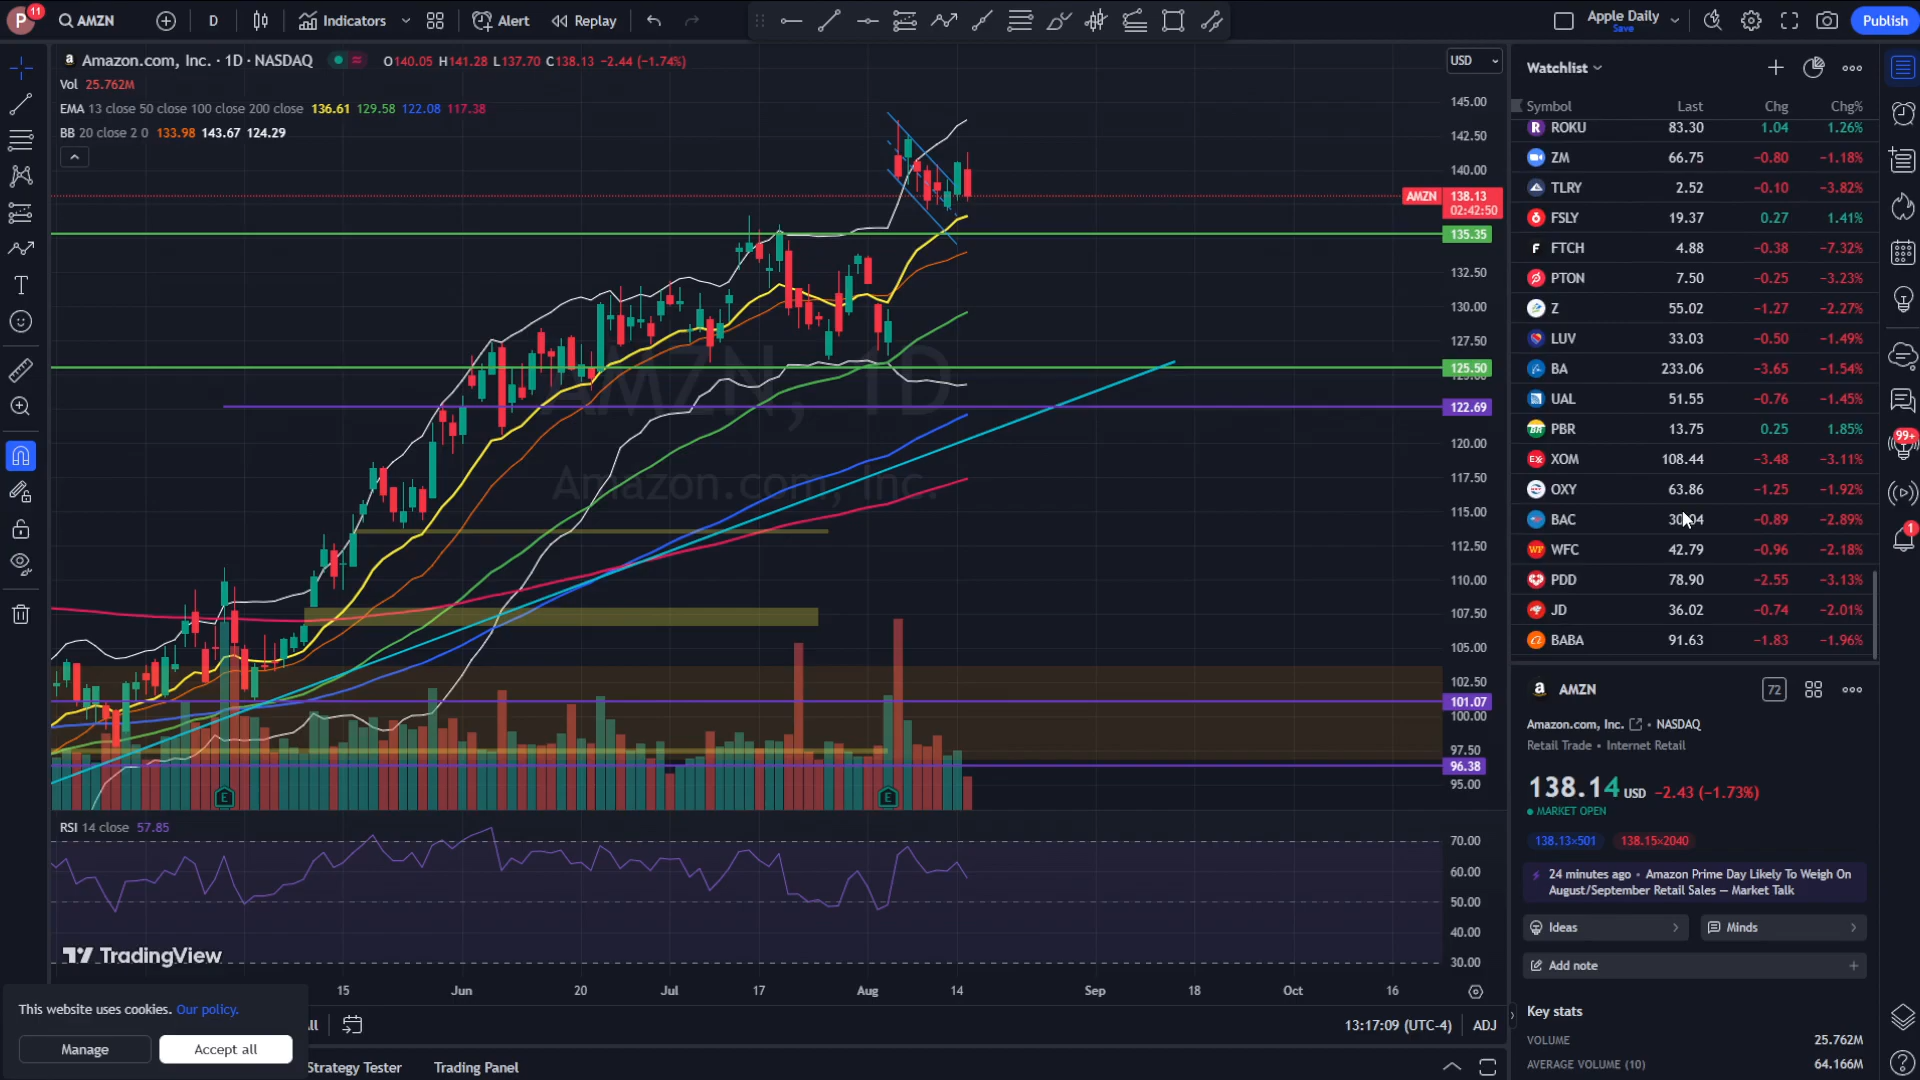 P 11 AMZN D Indicators Alert Replay Apple Daily Save Publish
Amazon.com, Inc. · 1D · NASDAQ O140.05 H141.28 L137.70 C138.13 −2.44 (−1.74%)
Vol 25.762M
EMA 13 close 50 close 100 close 200 close 136.61 129.58 122.08 117.38
BB 20 close 2 0 133.98 143.67 124.29
USD
145.00
142.50
140.00
AMZN 138.13
02:42:50
135.35
132.50
130.00
127.50
125.50
122.69
120.00
117.50
115.00
112.50
110.00
107.50
105.00
102.50
101.07
100.00
97.50
96.38
95.00
AMZN, 1D
Amazon.com, Inc.
E E
RSI 14 close 57.85
70.00
60.00
50.00
40.00
30.00
TradingView
15 Jun 20 Jul 17 Aug 14 Sep 18 Oct 16
This website uses cookies. Our policy.
Manage Accept all
13:17:09 (UTC-4) ADJ
Strategy Tester Trading Panel
Watchlist
Symbol Last Chg Chg%
ROKU 83.30 1.04 1.26%
ZM 66.75 −0.80 −1.18%
TLRY 2.52 −0.10 −3.82%
FSLY 19.37 0.27 1.41%
FTCH 4.88 −0.38 −7.32%
PTON 7.50 −0.25 −3.23%
Z 55.02 −1.27 −2.27%
LUV 33.03 −0.50 −1.49%
BA 233.06 −3.65 −1.54%
UAL 51.55 −0.76 −1.45%
PBR 13.75 0.25 1.85%
XOM 108.44 −3.48 −3.11%
OXY 63.86 −1.25 −1.92%
BAC 30.04 −0.89 −2.89%
WFC 42.79 −0.96 −2.18%
PDD 78.90 −2.55 −3.13%
JD 36.02 −0.74 −2.01%
BABA 91.63 −1.83 −1.96%
AMZN 72
Amazon.com, Inc. • NASDAQ
Retail Trade • Internet Retail
138.14 USD −2.43 (−1.73%)
MARKET OPEN
138.13×501 138.15×2040
24 minutes ago • Amazon Prime Day Likely To Weigh On
August/September Retail Sales — Market Talk
Ideas Minds
Add note
Key stats
VOLUME 25.762M
AVERAGE VOLUME (10) 64.166M
99+
1